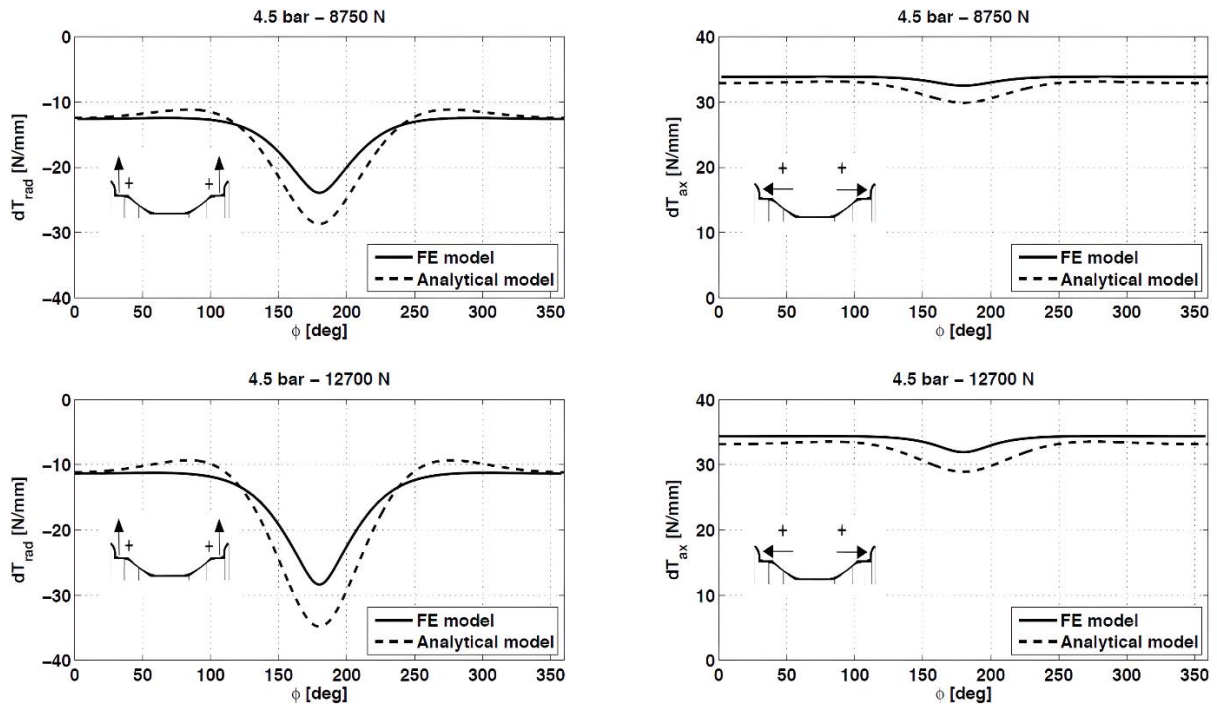 4.5 bar – 8750 N
dT_rad [N/mm]
0
−10
−20
−30
−40
+ +
FE model
Analytical model
0 50 100 150 200 250 300 350
ϕ [deg]
4.5 bar – 8750 N
dT_ax [N/mm]
40
30
20
10
0
+ +
FE model
Analytical model
0 50 100 150 200 250 300 350
ϕ [deg]
4.5 bar – 12700 N
dT_rad [N/mm]
0
−10
−20
−30
−40
+ +
FE model
Analytical model
0 50 100 150 200 250 300 350
ϕ [deg]
4.5 bar – 12700 N
dT_ax [N/mm]
40
30
20
10
0
+ +
FE model
Analytical model
0 50 100 150 200 250 300 350
ϕ [deg]